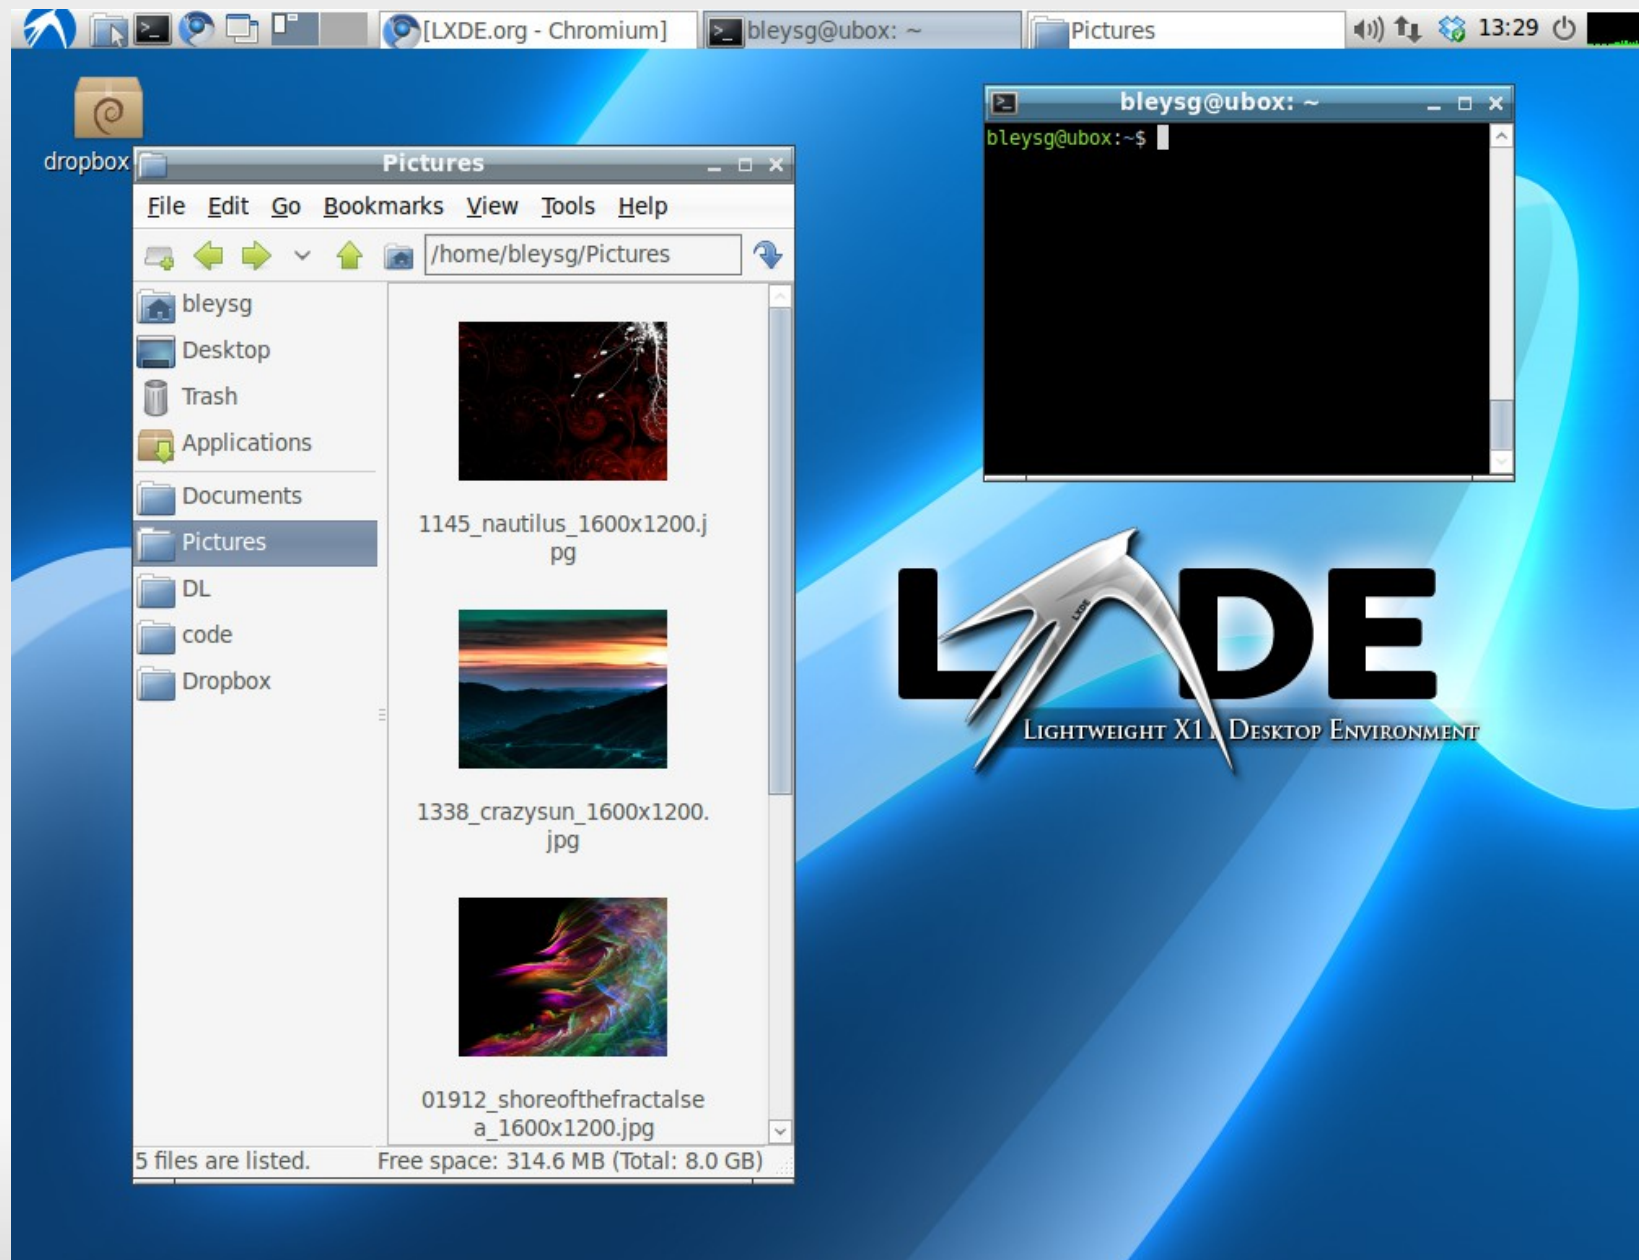 [LXDE.org - Chromium]
bleysg@ubox: ~
Pictures
13:29
dropbox
Pictures
File Edit Go Bookmarks View Tools Help
/home/bleysg/Pictures
bleysg
Desktop
Trash
Applications
Documents
Pictures
DL
code
Dropbox
1145_nautilus_1600x1200.j
pg
1338_crazysun_1600x1200.
jpg
01912_shoreofthefractalse
a_1600x1200.jpg
5 files are listed. Free space: 314.6 MB (Total: 8.0 GB)
bleysg@ubox: ~
bleysg@ubox:~$
LXDE
LXDE
Lightweight X11 Desktop Environment